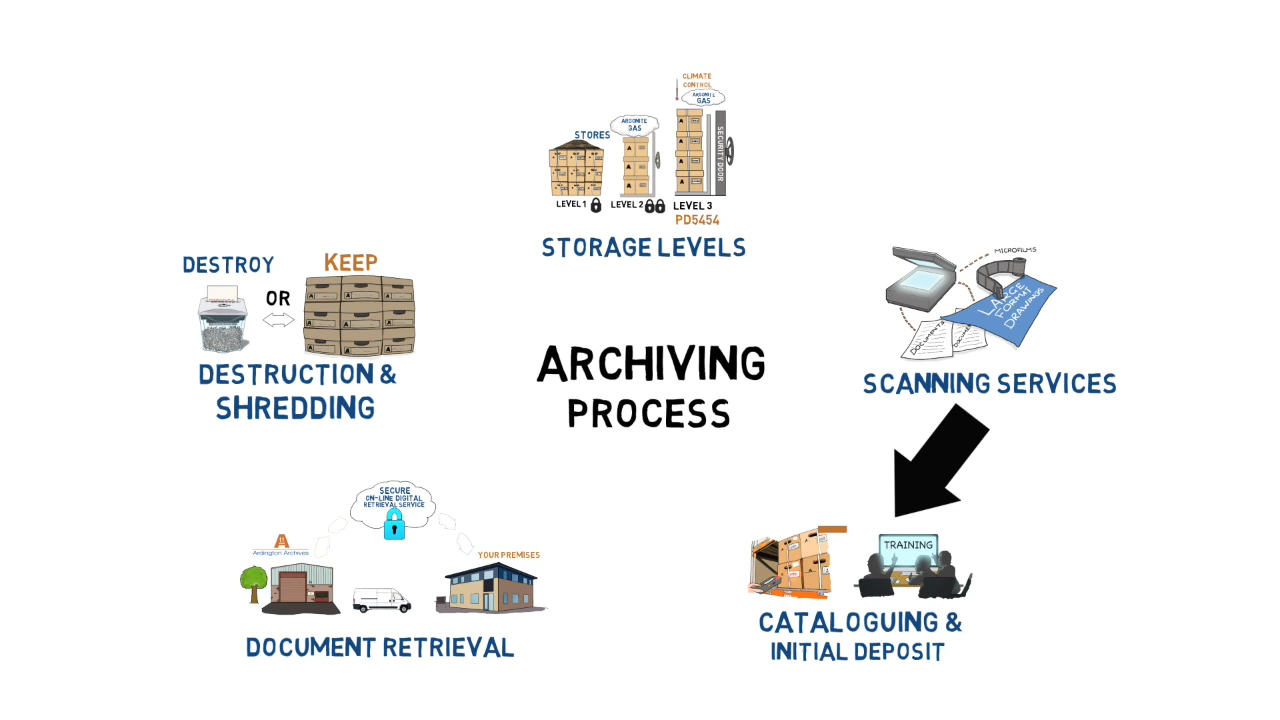 CLIMATE
CONTROL
ARGONITE
GAS
ARGONITE
GAS
STORES
SECURITY DOOR
LEVEL 1
LEVEL 2
LEVEL 3
PD5454
STORAGE LEVELS
DESTROY
KEEP
OR
DESTRUCTION &
SHREDDING
MICROFILMS
LARGE
FORMAT
DRAWINGS
DOCUMENTS
SCANNING SERVICES
ARCHIVING
PROCESS
SECURE
ON-LINE DIGITAL
RETRIEVAL SERVICE
Ardington Archives
YOUR PREMISES
DOCUMENT RETRIEVAL
TRAINING
CATALOGUING &
INITIAL DEPOSIT